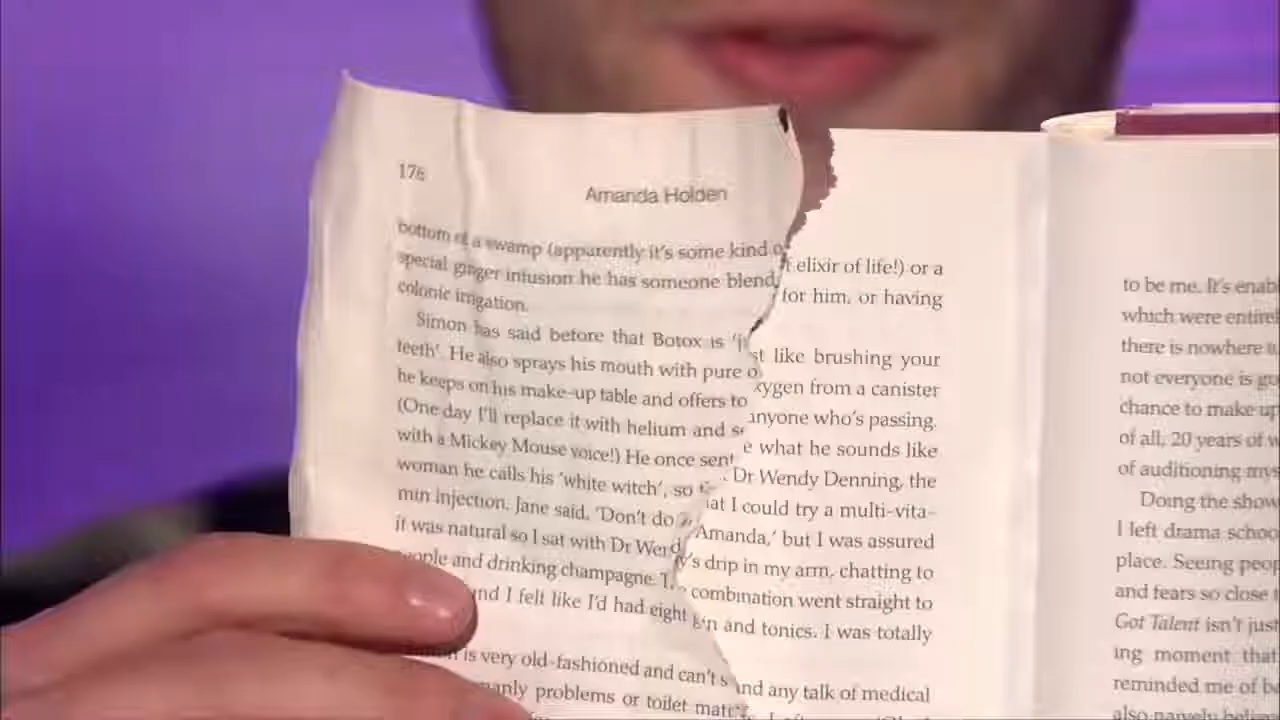 176
Amanda Holden
bottom of a swamp (apparently it's some kind of elixir of life!) or a
special ginger infusion he has someone blend for him, or having
colonic irrigation.
Simon has said before that Botox is 'just like brushing your
teeth'. He also sprays his mouth with pure oxygen from a canister
he keeps on his make-up table and offers to anyone who's passing.
(One day I'll replace it with helium and see what he sounds like
with a Mickey Mouse voice!) He once sent Dr Wendy Denning, the
woman he calls his 'white witch', so that I could try a multi-vita-
min injection. Jane said, 'Don't do it, Amanda,' but I was assured
it was natural so I sat with Dr Wendy's drip in my arm, chatting to
people and drinking champagne. T combination went straight to
and I felt like I'd had eight gin and tonics. I was totally
is very old-fashioned and can't stand any talk of medical
manly problems or toilet matt
to be me. It's enab
which were entirel
there is nowhere
not everyone is
chance to make up
of all, 20 years of
of auditioning mys
Doing the show
I left drama schoo
place. Seeing peop
and fears so close
Got Talent isn't just
ing moment that
reminded me of
also naively